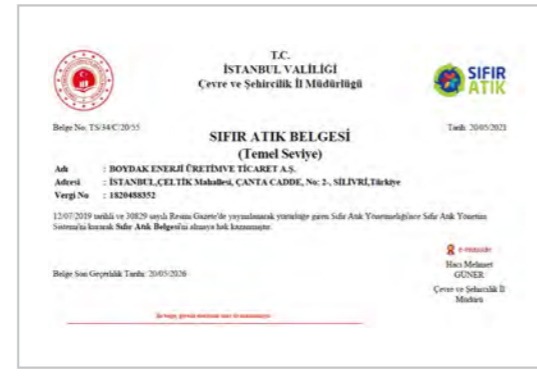 T.C.
İSTANBUL VALİLİĞİ
Çevre ve Şehircilik İl Müdürlüğü
SIFIR
ATIK
Belge No: TS/34/C/20/55
Tarih: 20/05/2021
SIFIR ATIK BELGESİ
(Temel Seviye)
Adı : BOYDAK ENERJİ ÜRETİMVE TİCARET A.Ş.
Adresi : İSTANBUL,ÇELTİK Mahallesi, ÇANTA CADDE, No: 2-, SİLİVRİ,Türkiye
Vergi No : 1820488352
12/07/2019 tarihli ve 30829 sayılı Resmi Gazete'de yayımlanarak yürürlüğe giren Sıfır Atık Yönetmeliğince Sıfır Atık Yönetim
Sistemi'ni kurarak Sıfır Atık Belgesi'ni almaya hak kazanmıştır.
Hacı Mehmet
GÜNER
Belge Son Geçerlilik Tarihi: 20/05/2026
Çevre ve Şehircilik İl
Müdürü